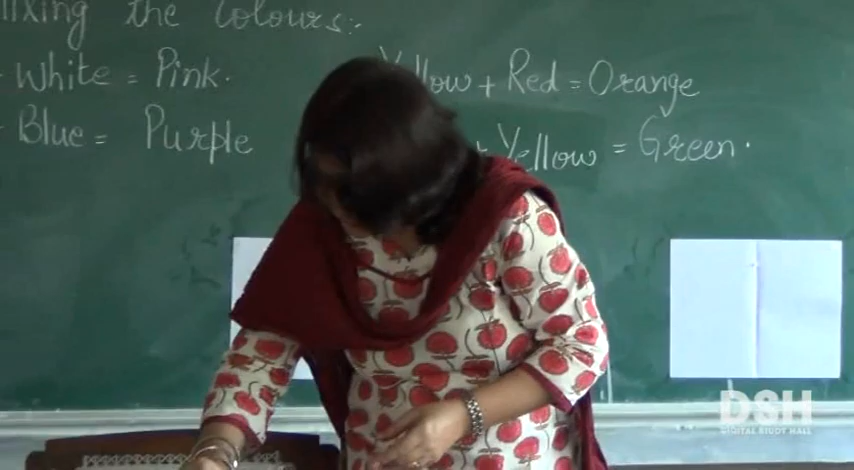 the Colours:-
White = Pink.
Yellow + Red = Orange
Blue = Purple
+ Yellow = Green.
DSH
DIGITAL STUDY HALL